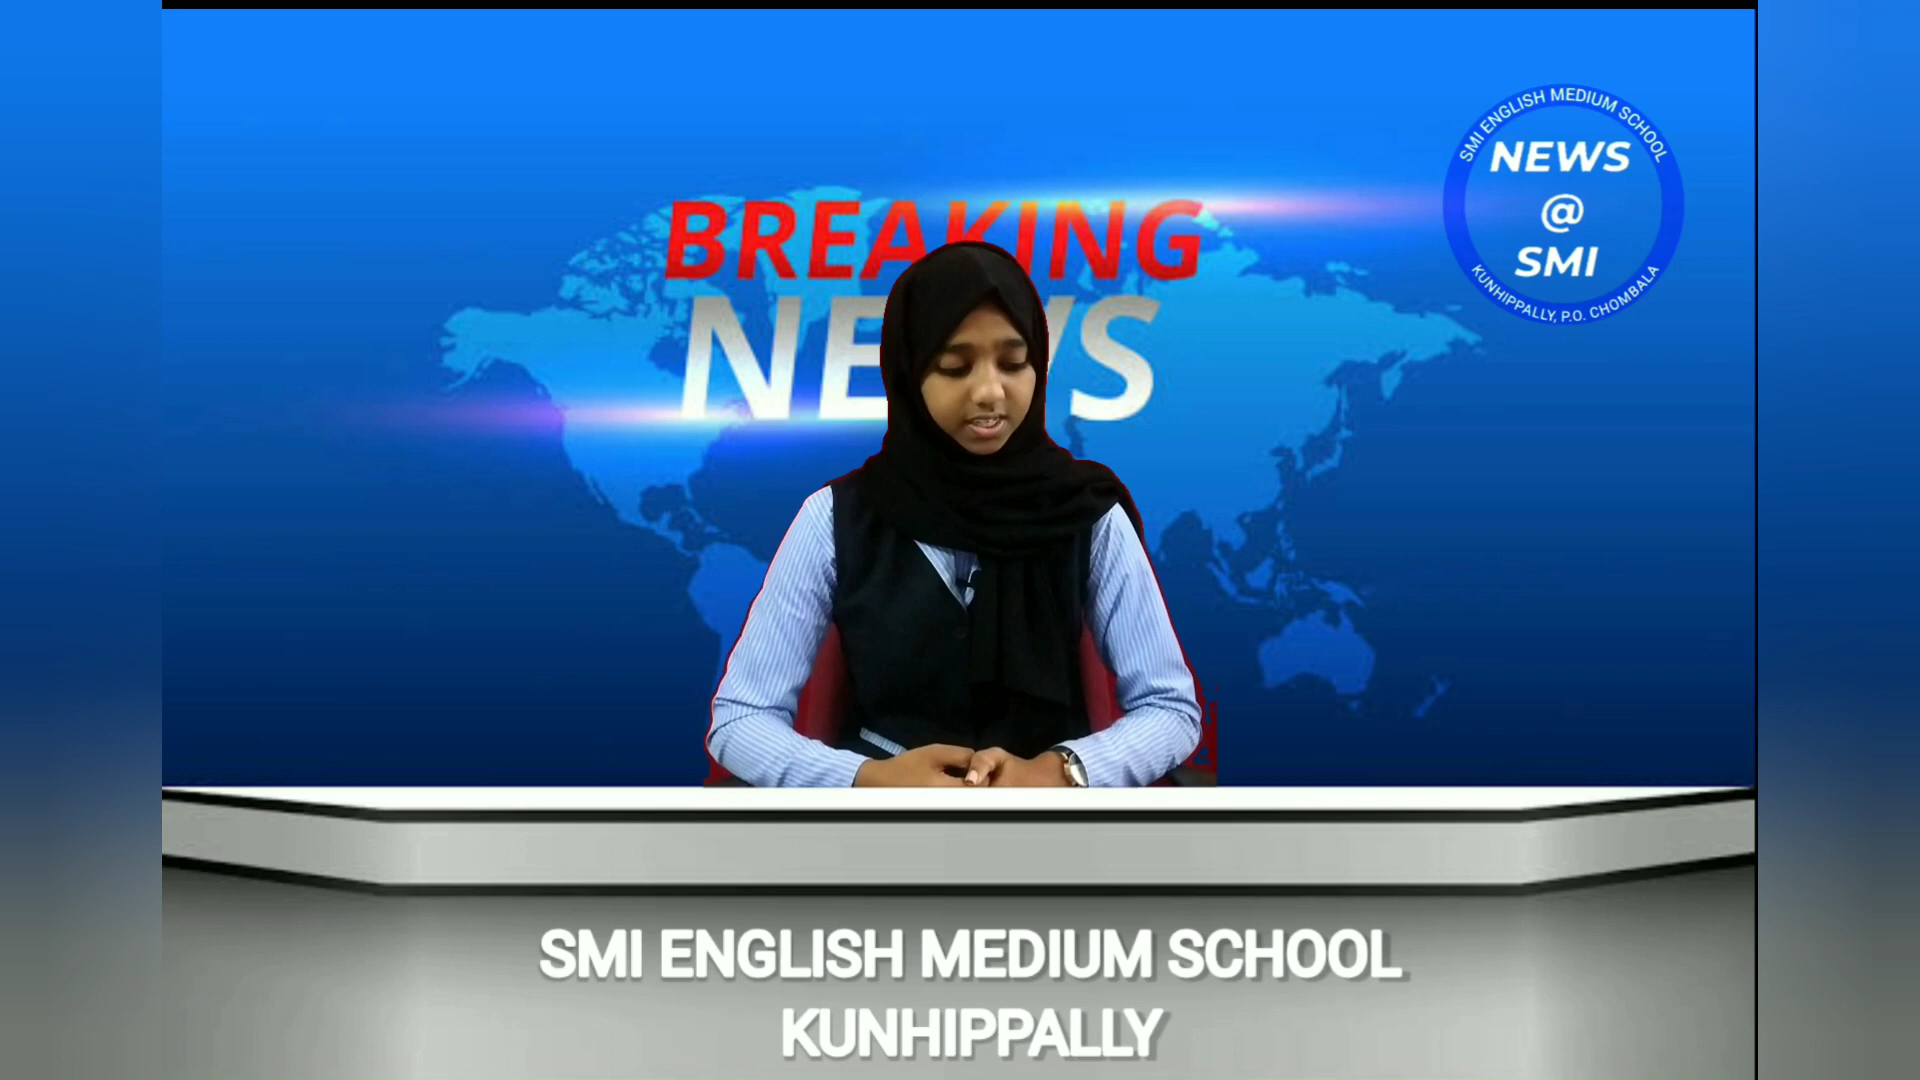 BREAKING
NEWS
SMI ENGLISH MEDIUM SCHOOL
NEWS
@
SMI
KUNHIPPALLY, P.O. CHOMBALA
SMI ENGLISH MEDIUM SCHOOL
KUNHIPPALLY